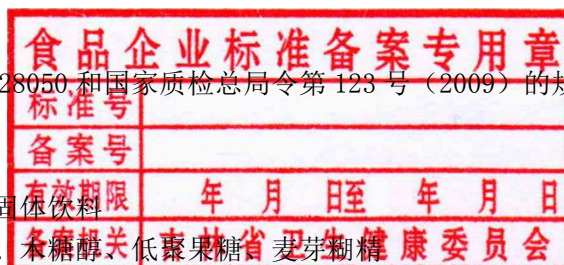 食品企业标准备案专用章
28050 和国家质检总局令第 123 号（2009）的规
标准号
备案号
有效期限 年 月 日至 年 月 日
固体饮料
备案机关 吉林省卫生健康委员会
、木糖醇、低聚果糖、麦芽糊精